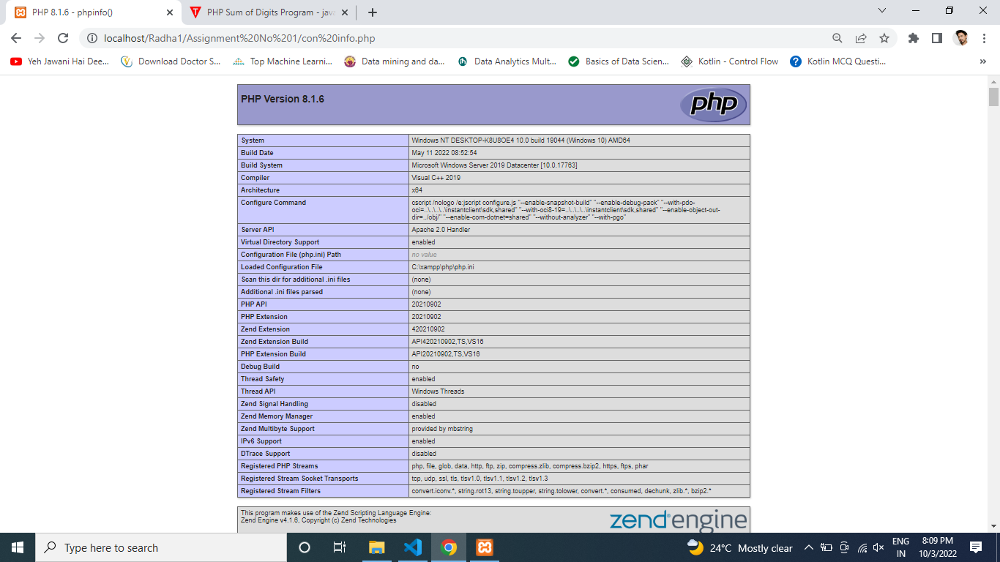 PHP 8.1.6 - phpinfo()
PHP Sum of Digits Program - java
localhost/Radha1/Assignment%20No%201/con%20info.php
Yeh Jawani Hai Dee...
Download Doctor S...
Top Machine Learni...
Data mining and da...
Data Analytics Mult...
Basics of Data Scien...
Kotlin - Control Flow
Kotlin MCQ Questi...
PHP Version 8.1.6
php
System Windows NT DESKTOP-K8U8OE4 10.0 build 19044 (Windows 10) AMD64
Build Date May 11 2022 08:52:54
Build System Microsoft Windows Server 2019 Datacenter [10.0.17763]
Compiler Visual C++ 2019
Architecture x64
Configure Command cscript /nologo /e:jscript configure.js "--enable-snapshot-build" "--enable-debug-pack" "--with-pdo-
oci=..\..\..\..\instantclient\sdk,shared" "--with-oci8-19=..\..\..\..\instantclient\sdk,shared" "--enable-object-out-
dir=../obj/" "--enable-com-dotnet=shared" "--without-analyzer" "--with-pgo"
Server API Apache 2.0 Handler
Virtual Directory Support enabled
Configuration File (php.ini) Path no value
Loaded Configuration File C:\xampp\php\php.ini
Scan this dir for additional .ini files (none)
Additional .ini files parsed (none)
PHP API 20210902
PHP Extension 20210902
Zend Extension 420210902
Zend Extension Build API420210902,TS,VS16
PHP Extension Build API20210902,TS,VS16
Debug Build no
Thread Safety enabled
Thread API Windows Threads
Zend Signal Handling disabled
Zend Memory Manager enabled
Zend Multibyte Support provided by mbstring
IPv6 Support enabled
DTrace Support disabled
Registered PHP Streams php, file, glob, data, http, ftp, zip, compress.zlib, compress.bzip2, https, ftps, phar
Registered Stream Socket Transports tcp, udp, ssl, tls, tlsv1.0, tlsv1.1, tlsv1.2, tlsv1.3
Registered Stream Filters convert.iconv.*, string.rot13, string.toupper, string.tolower, convert.*, consumed, dechunk, zlib.*, bzip2.*
This program makes use of the Zend Scripting Language Engine:
Zend Engine v4.1.6, Copyright (c) Zend Technologies
zend engine
Type here to search
24°C Mostly clear
ENG
IN
8:09 PM
10/3/2022